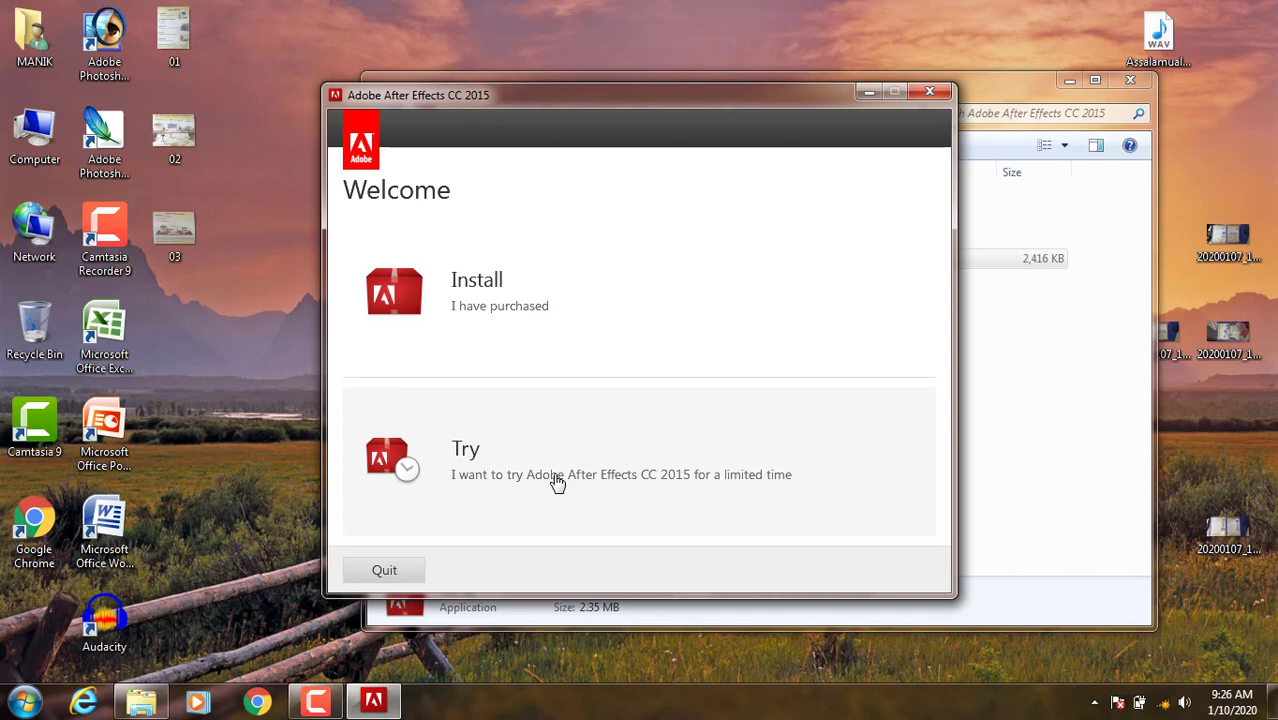 MANIK
Adobe
Photosh...
01
Computer
Adobe
Photosh...
02
Network
Camtasia
Recorder 9
03
Recycle Bin
Microsoft
Office Exc...
Camtasia 9
Microsoft
Office Po...
Google
Chrome
Microsoft
Office Wo...
Audacity
WAV
Assalamual...
20200107_1...
20200107_1...
20200107_1...
Adobe After Effects CC 2015
Adobe After Effects CC 2015
Size
2,416 KB
Adobe
Welcome
Install
I have purchased
Try
I want to try Adobe After Effects CC 2015 for a limited time
Quit
Application
Size: 2.35 MB
9:26 AM
1/10/2020